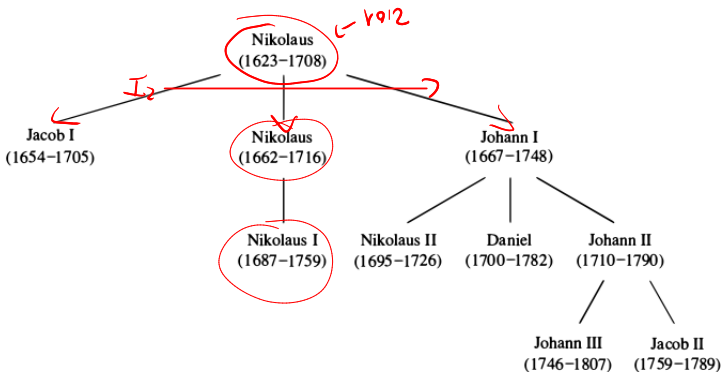 raiz
Nikolaus
(1623–1708)
Jacob I
(1654–1705)
Nikolaus
(1662–1716)
Johann I
(1667–1748)
Nikolaus I
(1687–1759)
Nikolaus II
(1695–1726)
Daniel
(1700–1782)
Johann II
(1710–1790)
Johann III
(1746–1807)
Jacob II
(1759–1789)